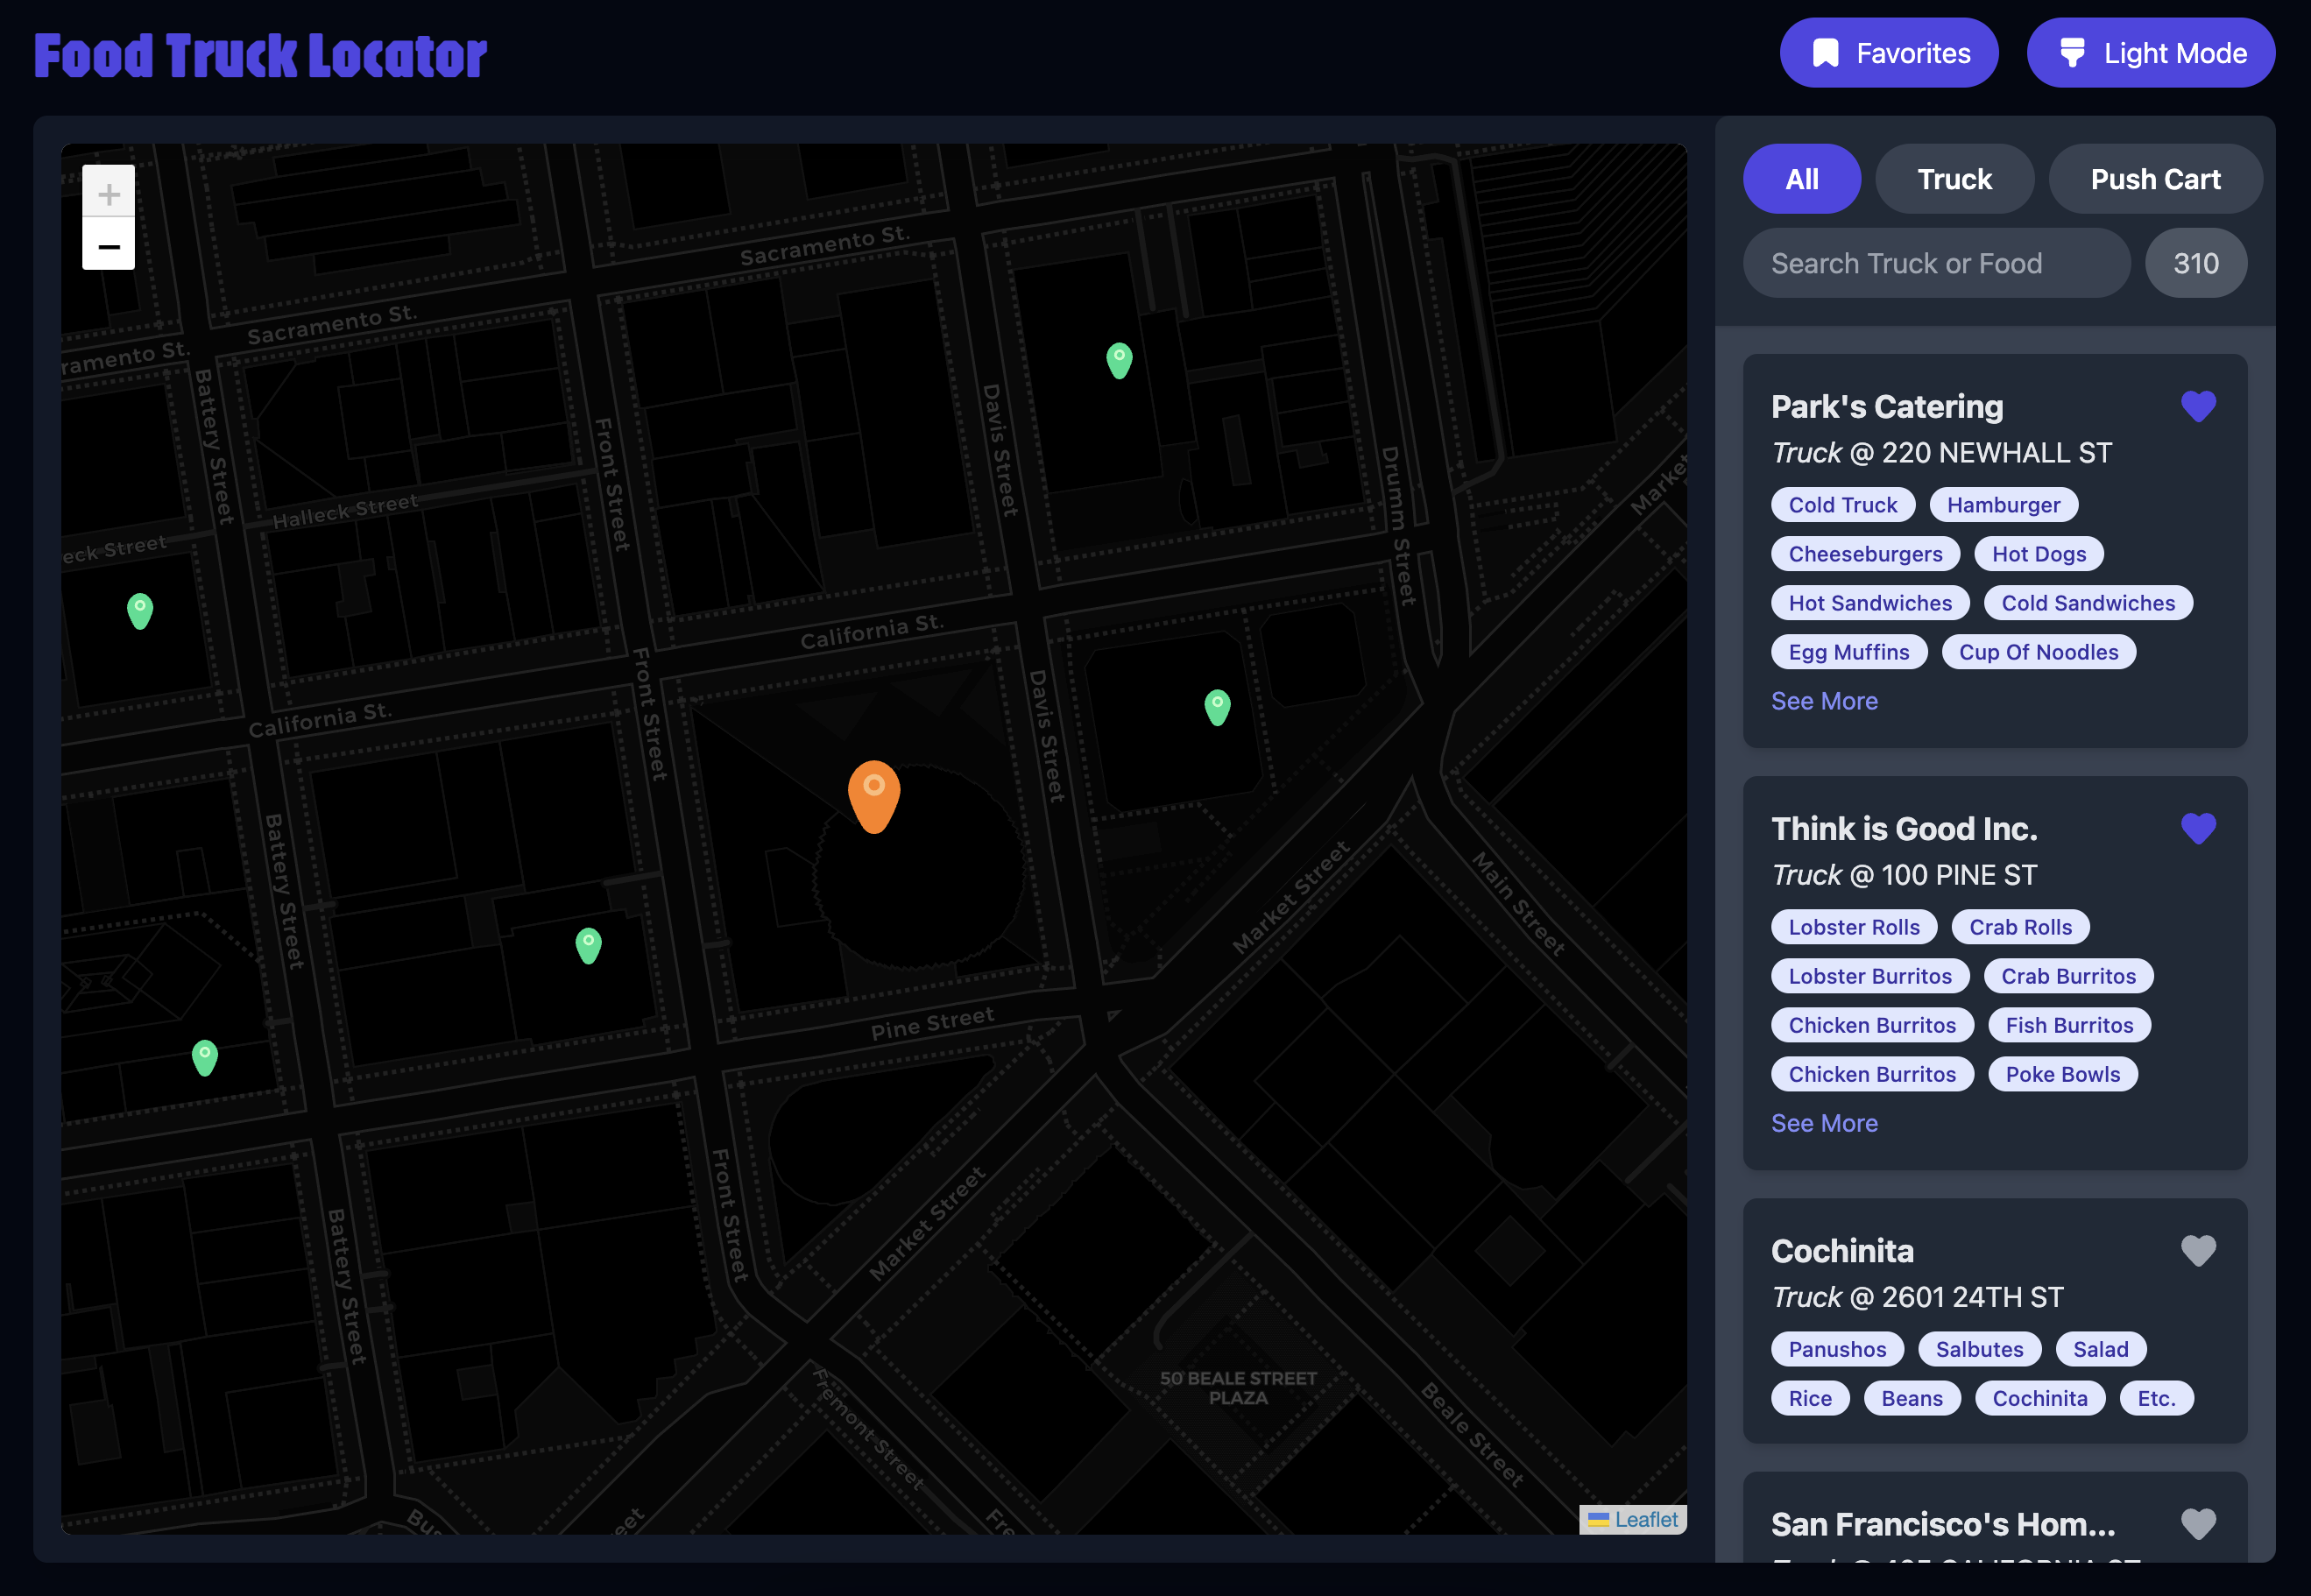 Food Truck Locator
Favorites
Light Mode
+
−
All
Truck
Push Cart
Search Truck or Food
310
Sacramento St.
Sacramento St.
ramento St.
Battery Street
Front Street
Davis Street
Drumm Street
Market
Halleck Street
eck Street
California St.
California St.
Front Street
Davis Street
Battery Street
Market Street
Main Street
Pine Street
Front Street
Market Street
Battery Street
50 BEALE STREET
PLAZA
Fremont Street
Beale Street
Bus
eet
Fre
Leaflet
Park's Catering
Truck @ 220 NEWHALL ST
Cold Truck
Hamburger
Cheeseburgers
Hot Dogs
Hot Sandwiches
Cold Sandwiches
Egg Muffins
Cup Of Noodles
See More
Think is Good Inc.
Truck @ 100 PINE ST
Lobster Rolls
Crab Rolls
Lobster Burritos
Crab Burritos
Chicken Burritos
Fish Burritos
Chicken Burritos
Poke Bowls
See More
Cochinita
Truck @ 2601 24TH ST
Panushos
Salbutes
Salad
Rice
Beans
Cochinita
Etc.
San Francisco's Hom...